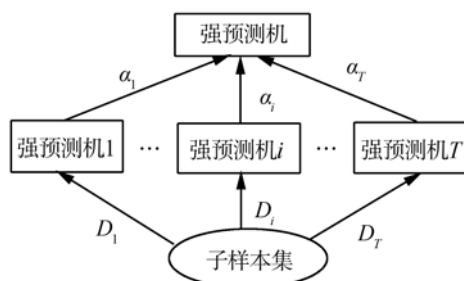 强预测机
α1 αi αT
强预测机1 … 强预测机i … 强预测机T
D1 Di DT
子样本集